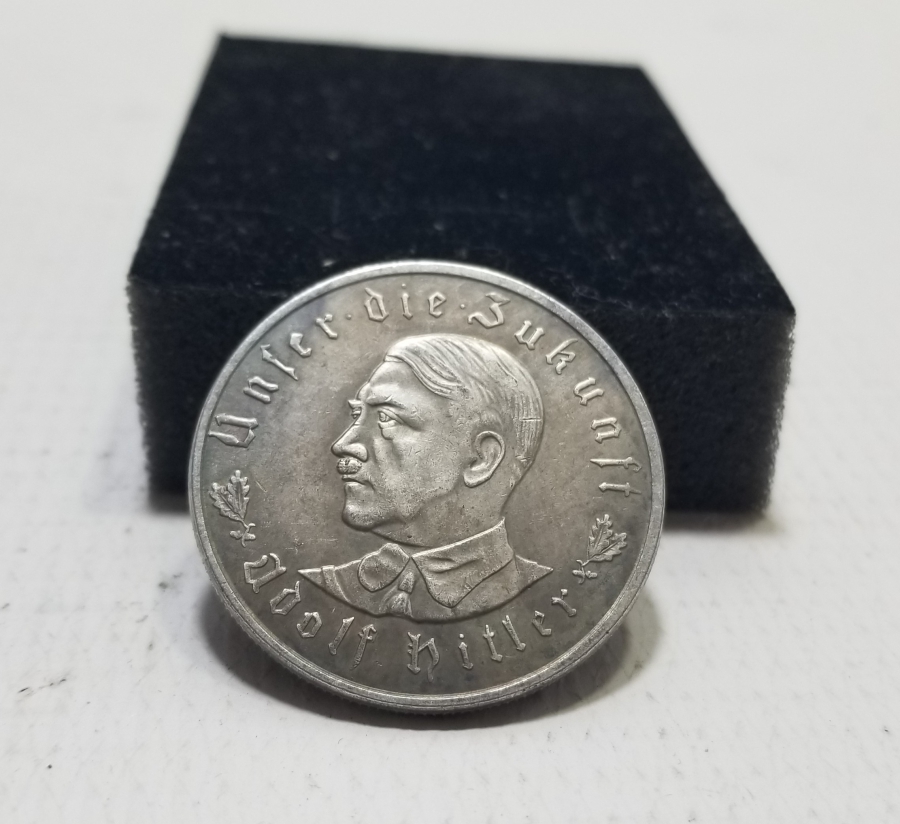 Unser · die · Zukunft
Adolf Hitler